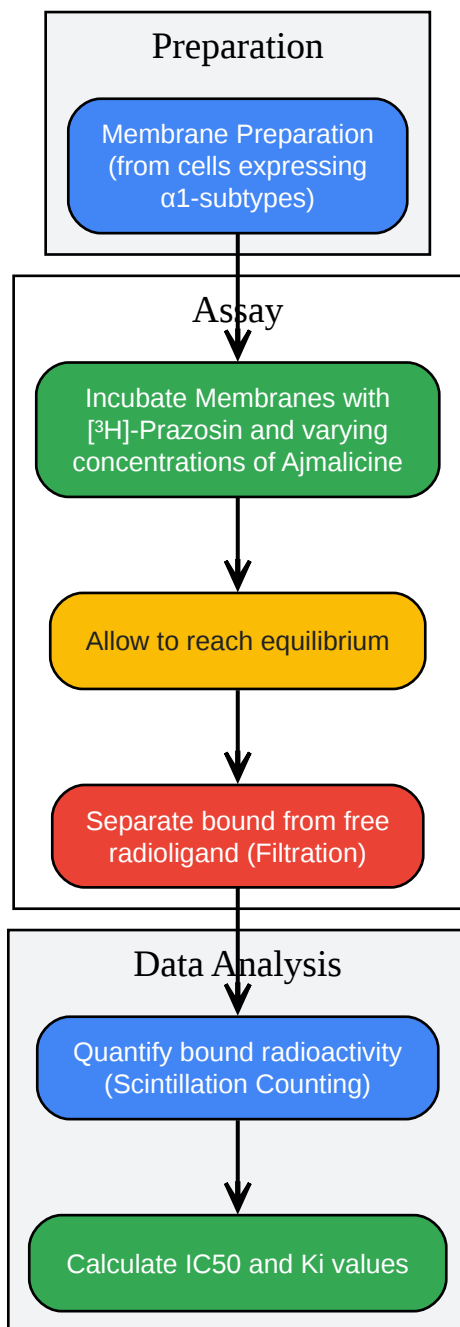 Preparation
Membrane Preparation
(from cells expressing
α1-subtypes)
Assay
Incubate Membranes with
[³H]-Prazosin and varying
concentrations of Ajmalicine
Allow to reach equilibrium
Separate bound from free
radioligand (Filtration)
Data Analysis
Quantify bound radioactivity
(Scintillation Counting)
Calculate IC50 and Ki values